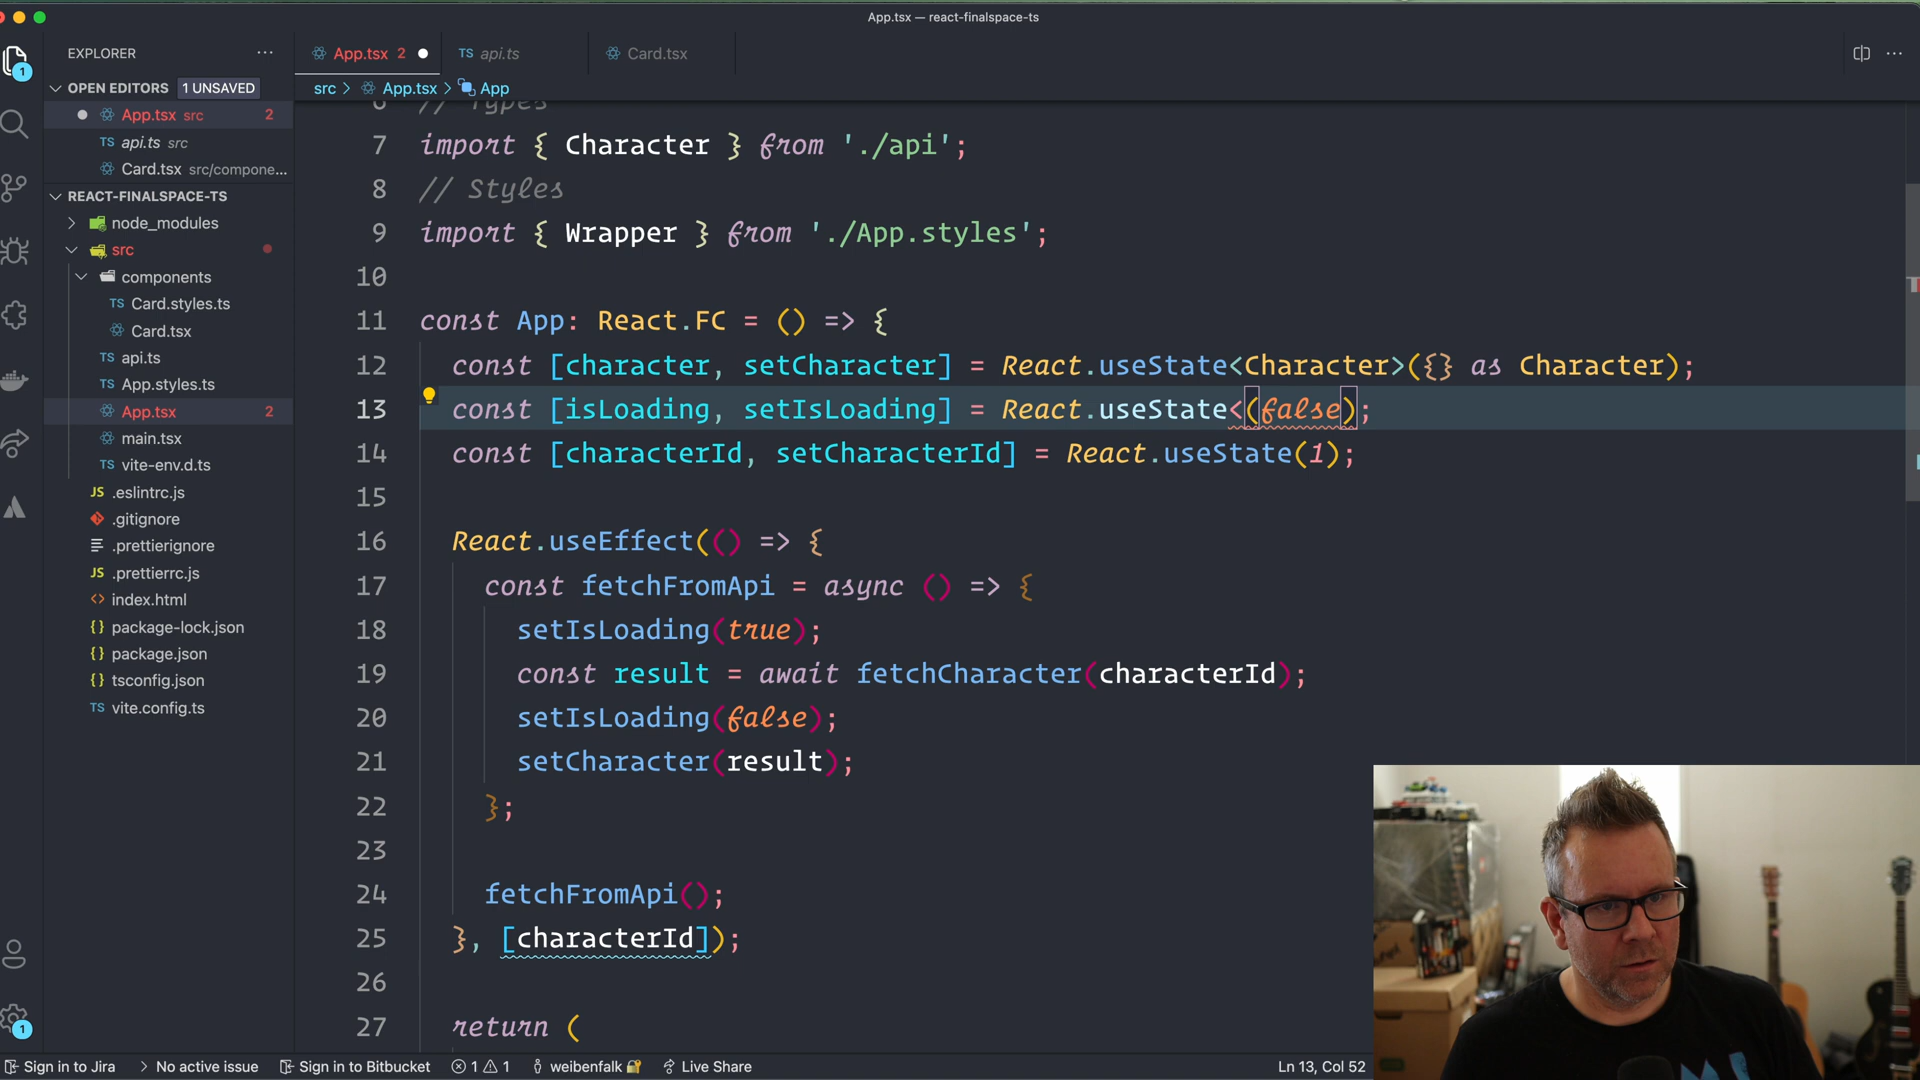 App.tsx — react-finalspace-ts
EXPLORER
OPEN EDITORS 1 UNSAVED
App.tsx src 2
TS api.ts src
Card.tsx src/compone...
REACT-FINALSPACE-TS
node_modules
src
components
TS Card.styles.ts
Card.tsx
TS api.ts
TS App.styles.ts
App.tsx 2
main.tsx
TS vite-env.d.ts
JS .eslintrc.js
.gitignore
.prettierignore
JS .prettierrc.js
<> index.html
{} package-lock.json
{} package.json
{} tsconfig.json
TS vite.config.ts
1
1
App.tsx 2
TS api.ts
Card.tsx
src > App.tsx > App
6 // Types
7 import { Character } from './api';
8 // Styles
9 import { Wrapper } from './App.styles';
10
11 const App: React.FC = () => {
12 const [character, setCharacter] = React.useState<Character>({} as Character);
13 const [isLoading, setIsLoading] = React.useState<(false);
14 const [characterId, setCharacterId] = React.useState(1);
15
16 React.useEffect(() => {
17 const fetchFromApi = async () => {
18 setIsLoading(true);
19 const result = await fetchCharacter(characterId);
20 setIsLoading(false);
21 setCharacter(result);
22 };
23
24 fetchFromApi();
25 }, [characterId]);
26
27 return (
Sign in to Jira > No active issue Sign in to Bitbucket 1 1 weibenfalk Live Share Ln 13, Col 52